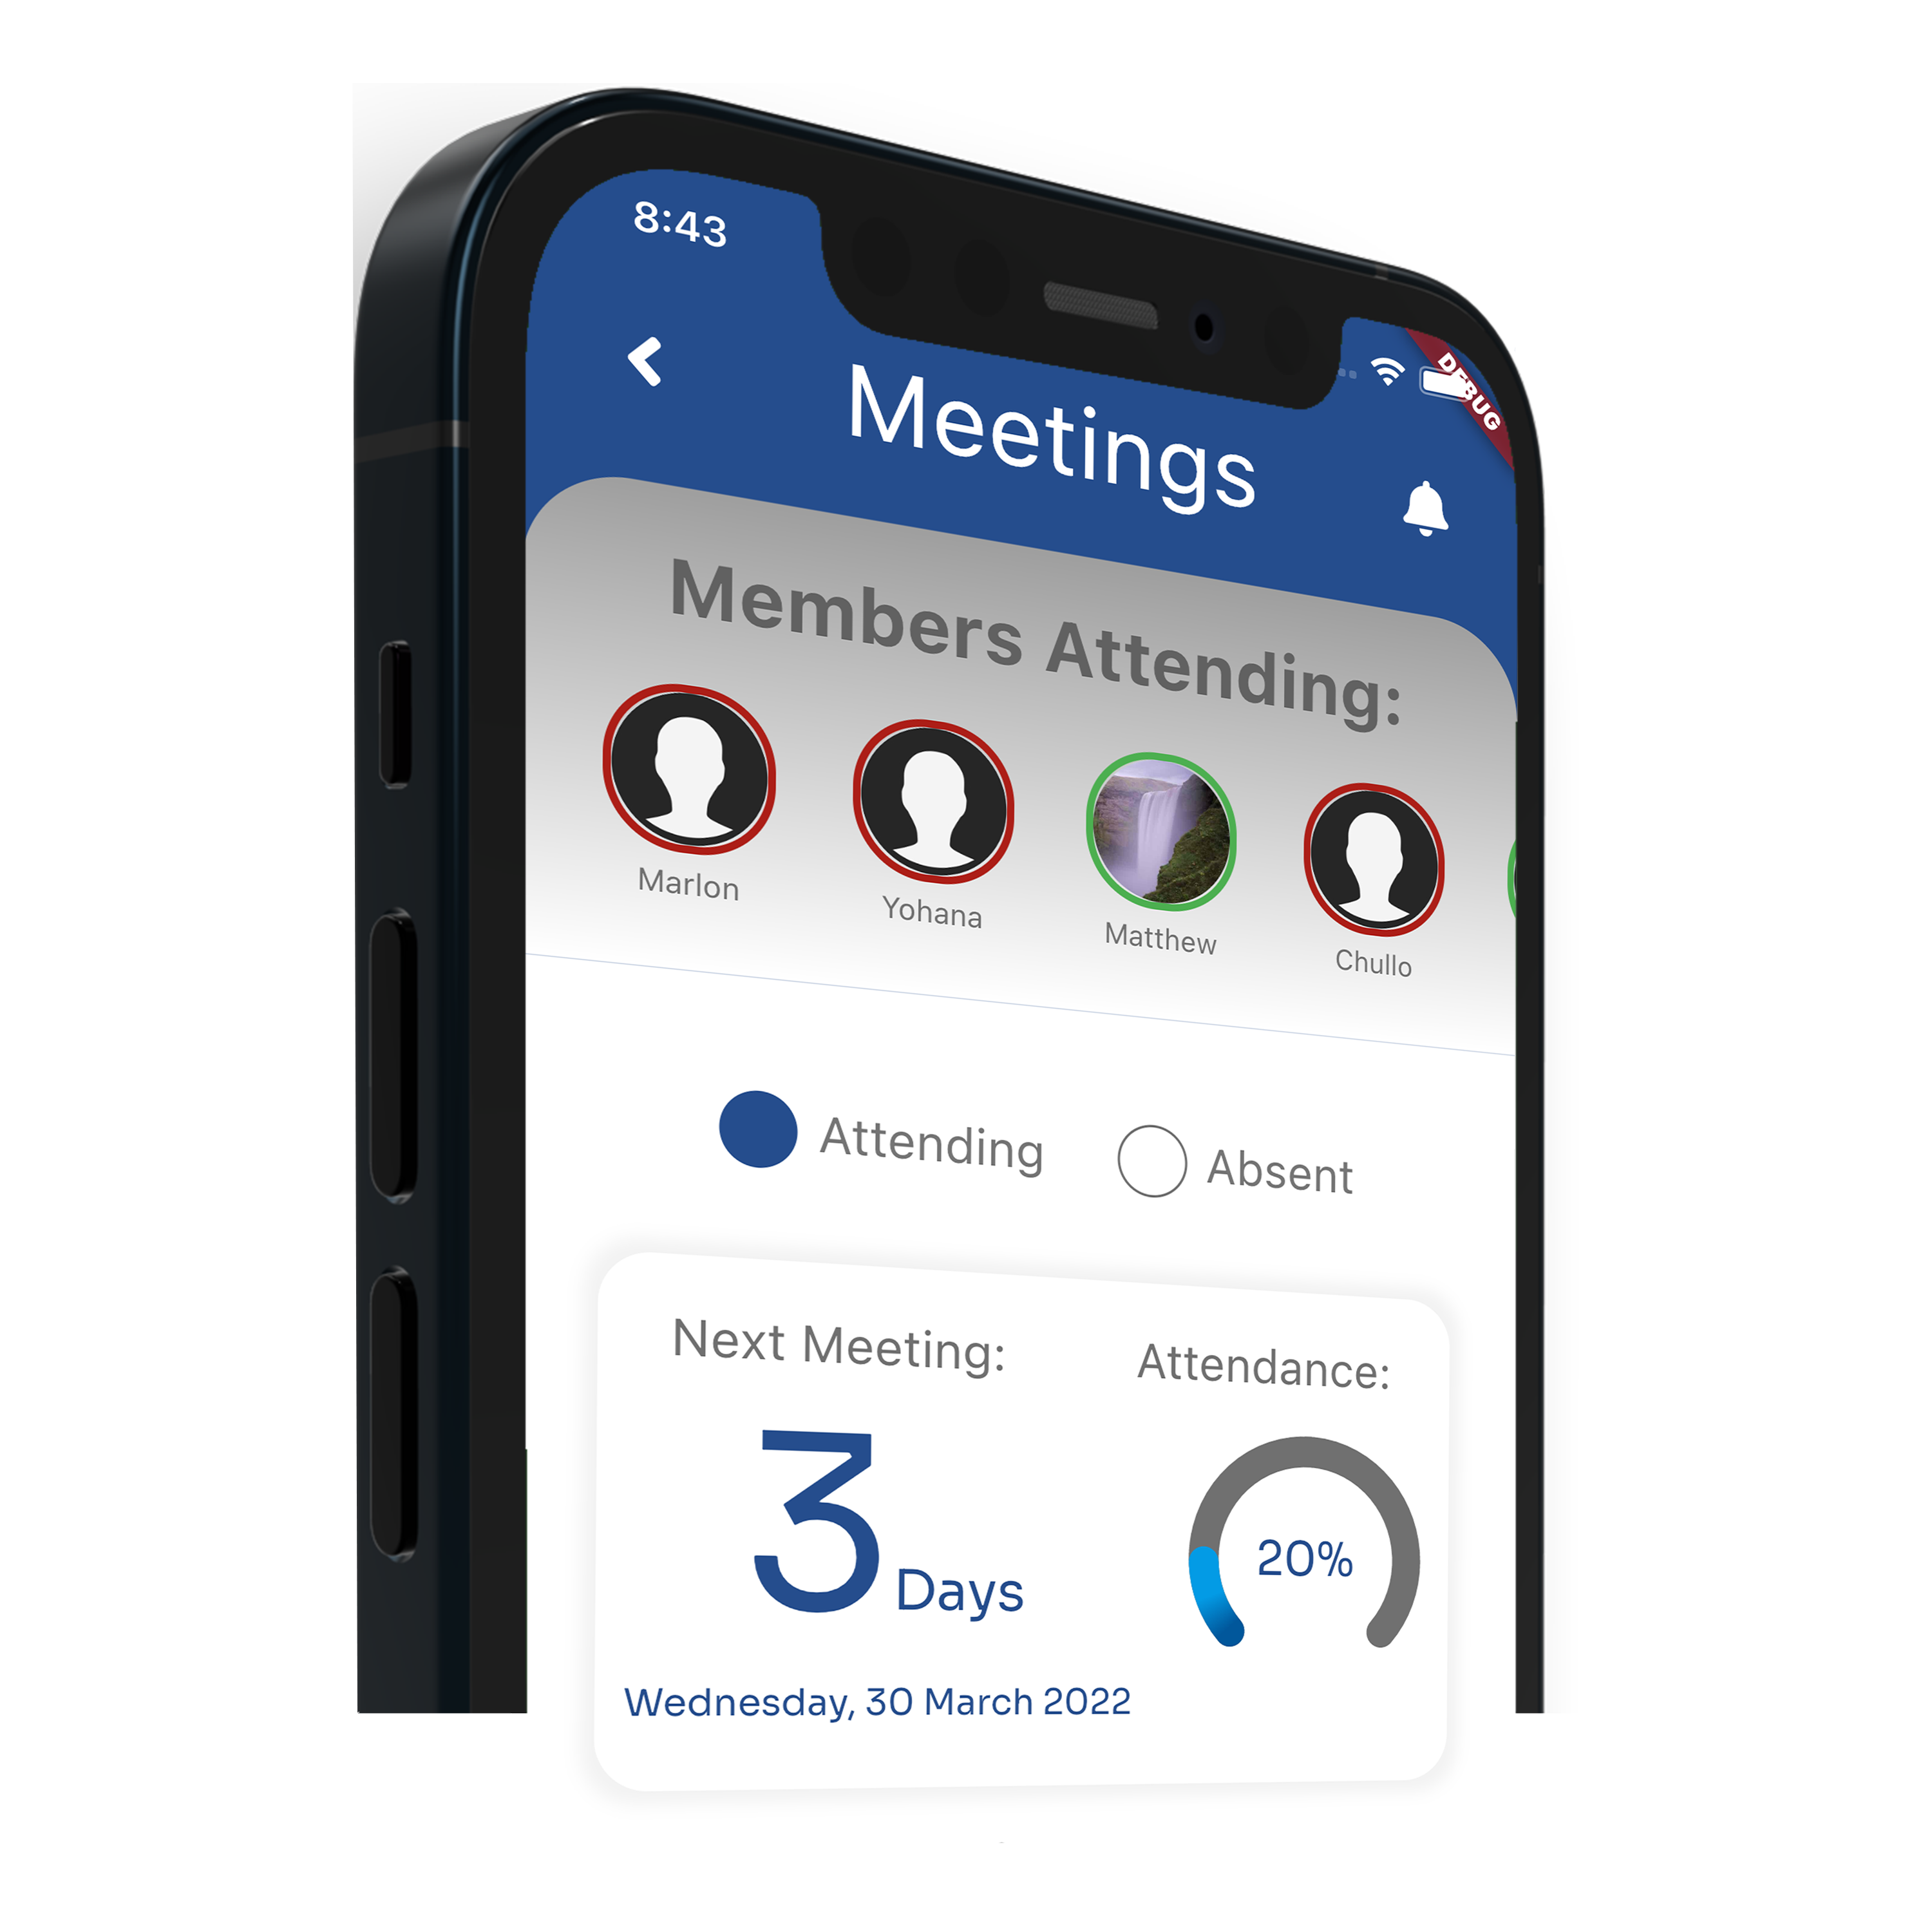 8:43
DEBUG
Meetings
Members Attending:
Marlon
Yohana
Matthew
Chullo
Attending
Absent
Next Meeting:
Attendance:
3 Days
20%
Wednesday, 30 March 2022